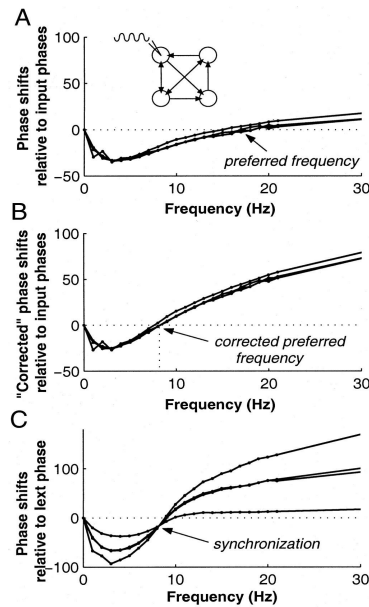 A
100
50
0
-50
0
10
20
30
Phase shifts
relative to input phases
preferred frequency
Frequency (Hz)
B
100
50
0
-50
0
10
20
30
"Corrected" phase shifts
relative to input phases
corrected preferred
frequency
Frequency (Hz)
C
100
0
-100
0
10
20
30
Phase shifts
relative to Iext phase
synchronization
Frequency (Hz)